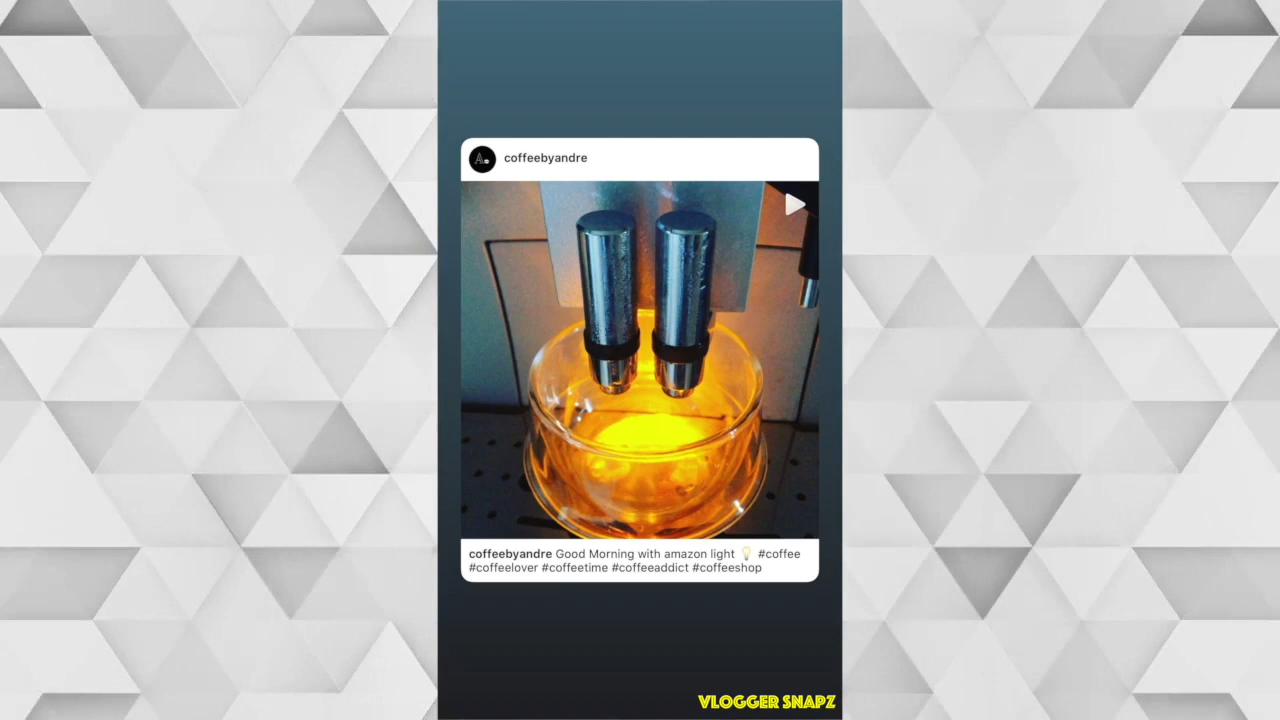 coffeebyandre
coffeebyandre Good Morning with amazon light 💡 #coffee
#coffeelover #coffeetime #coffeeaddict #coffeeshop
VLOGGER SNAPZ